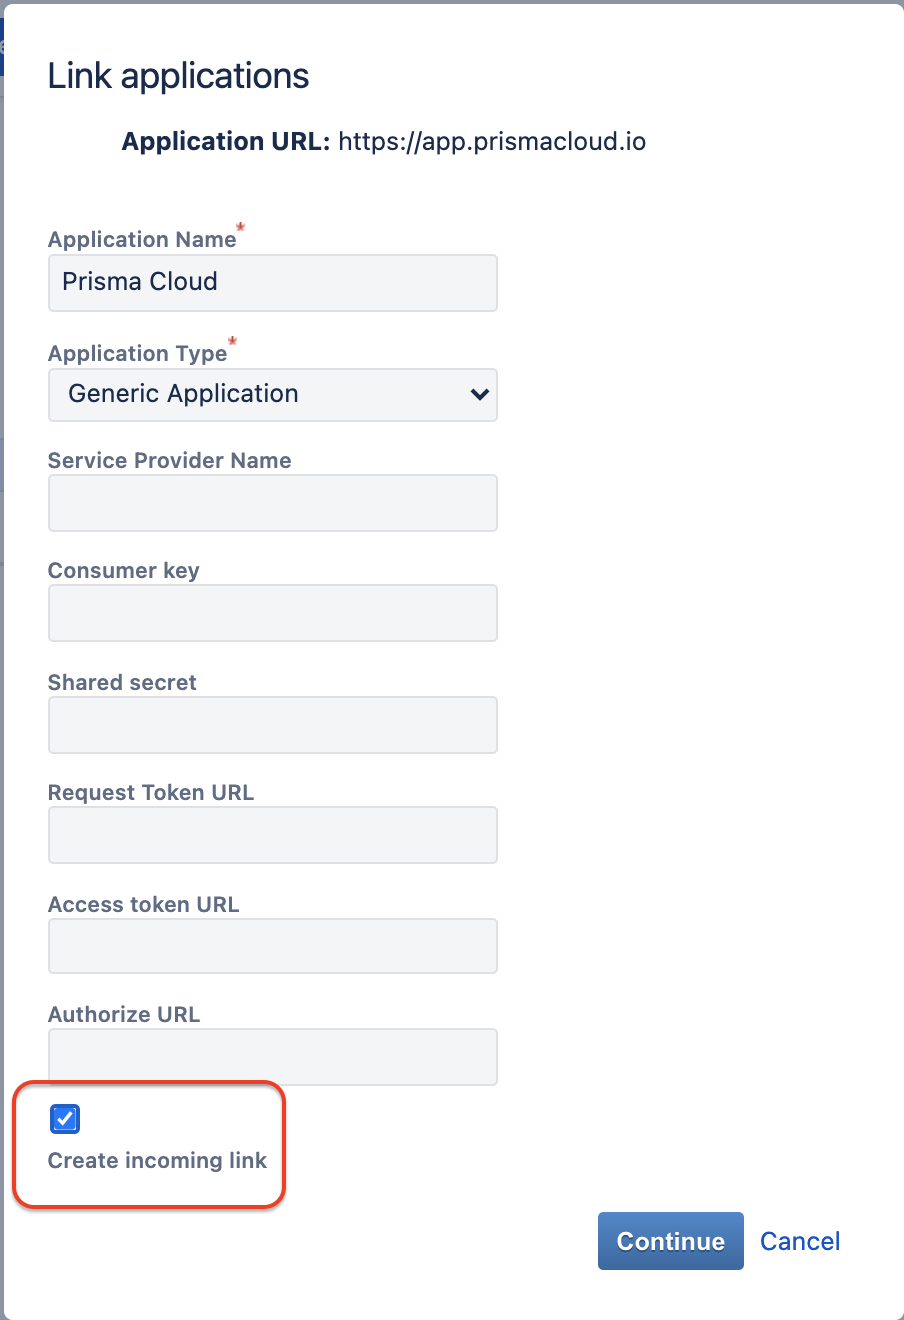 Link applications
Application URL: https://app.prismacloud.io
Application Name*
Prisma Cloud
Application Type*
Generic Application
Service Provider Name
Consumer key
Shared secret
Request Token URL
Access token URL
Authorize URL
Create incoming link
Continue Cancel